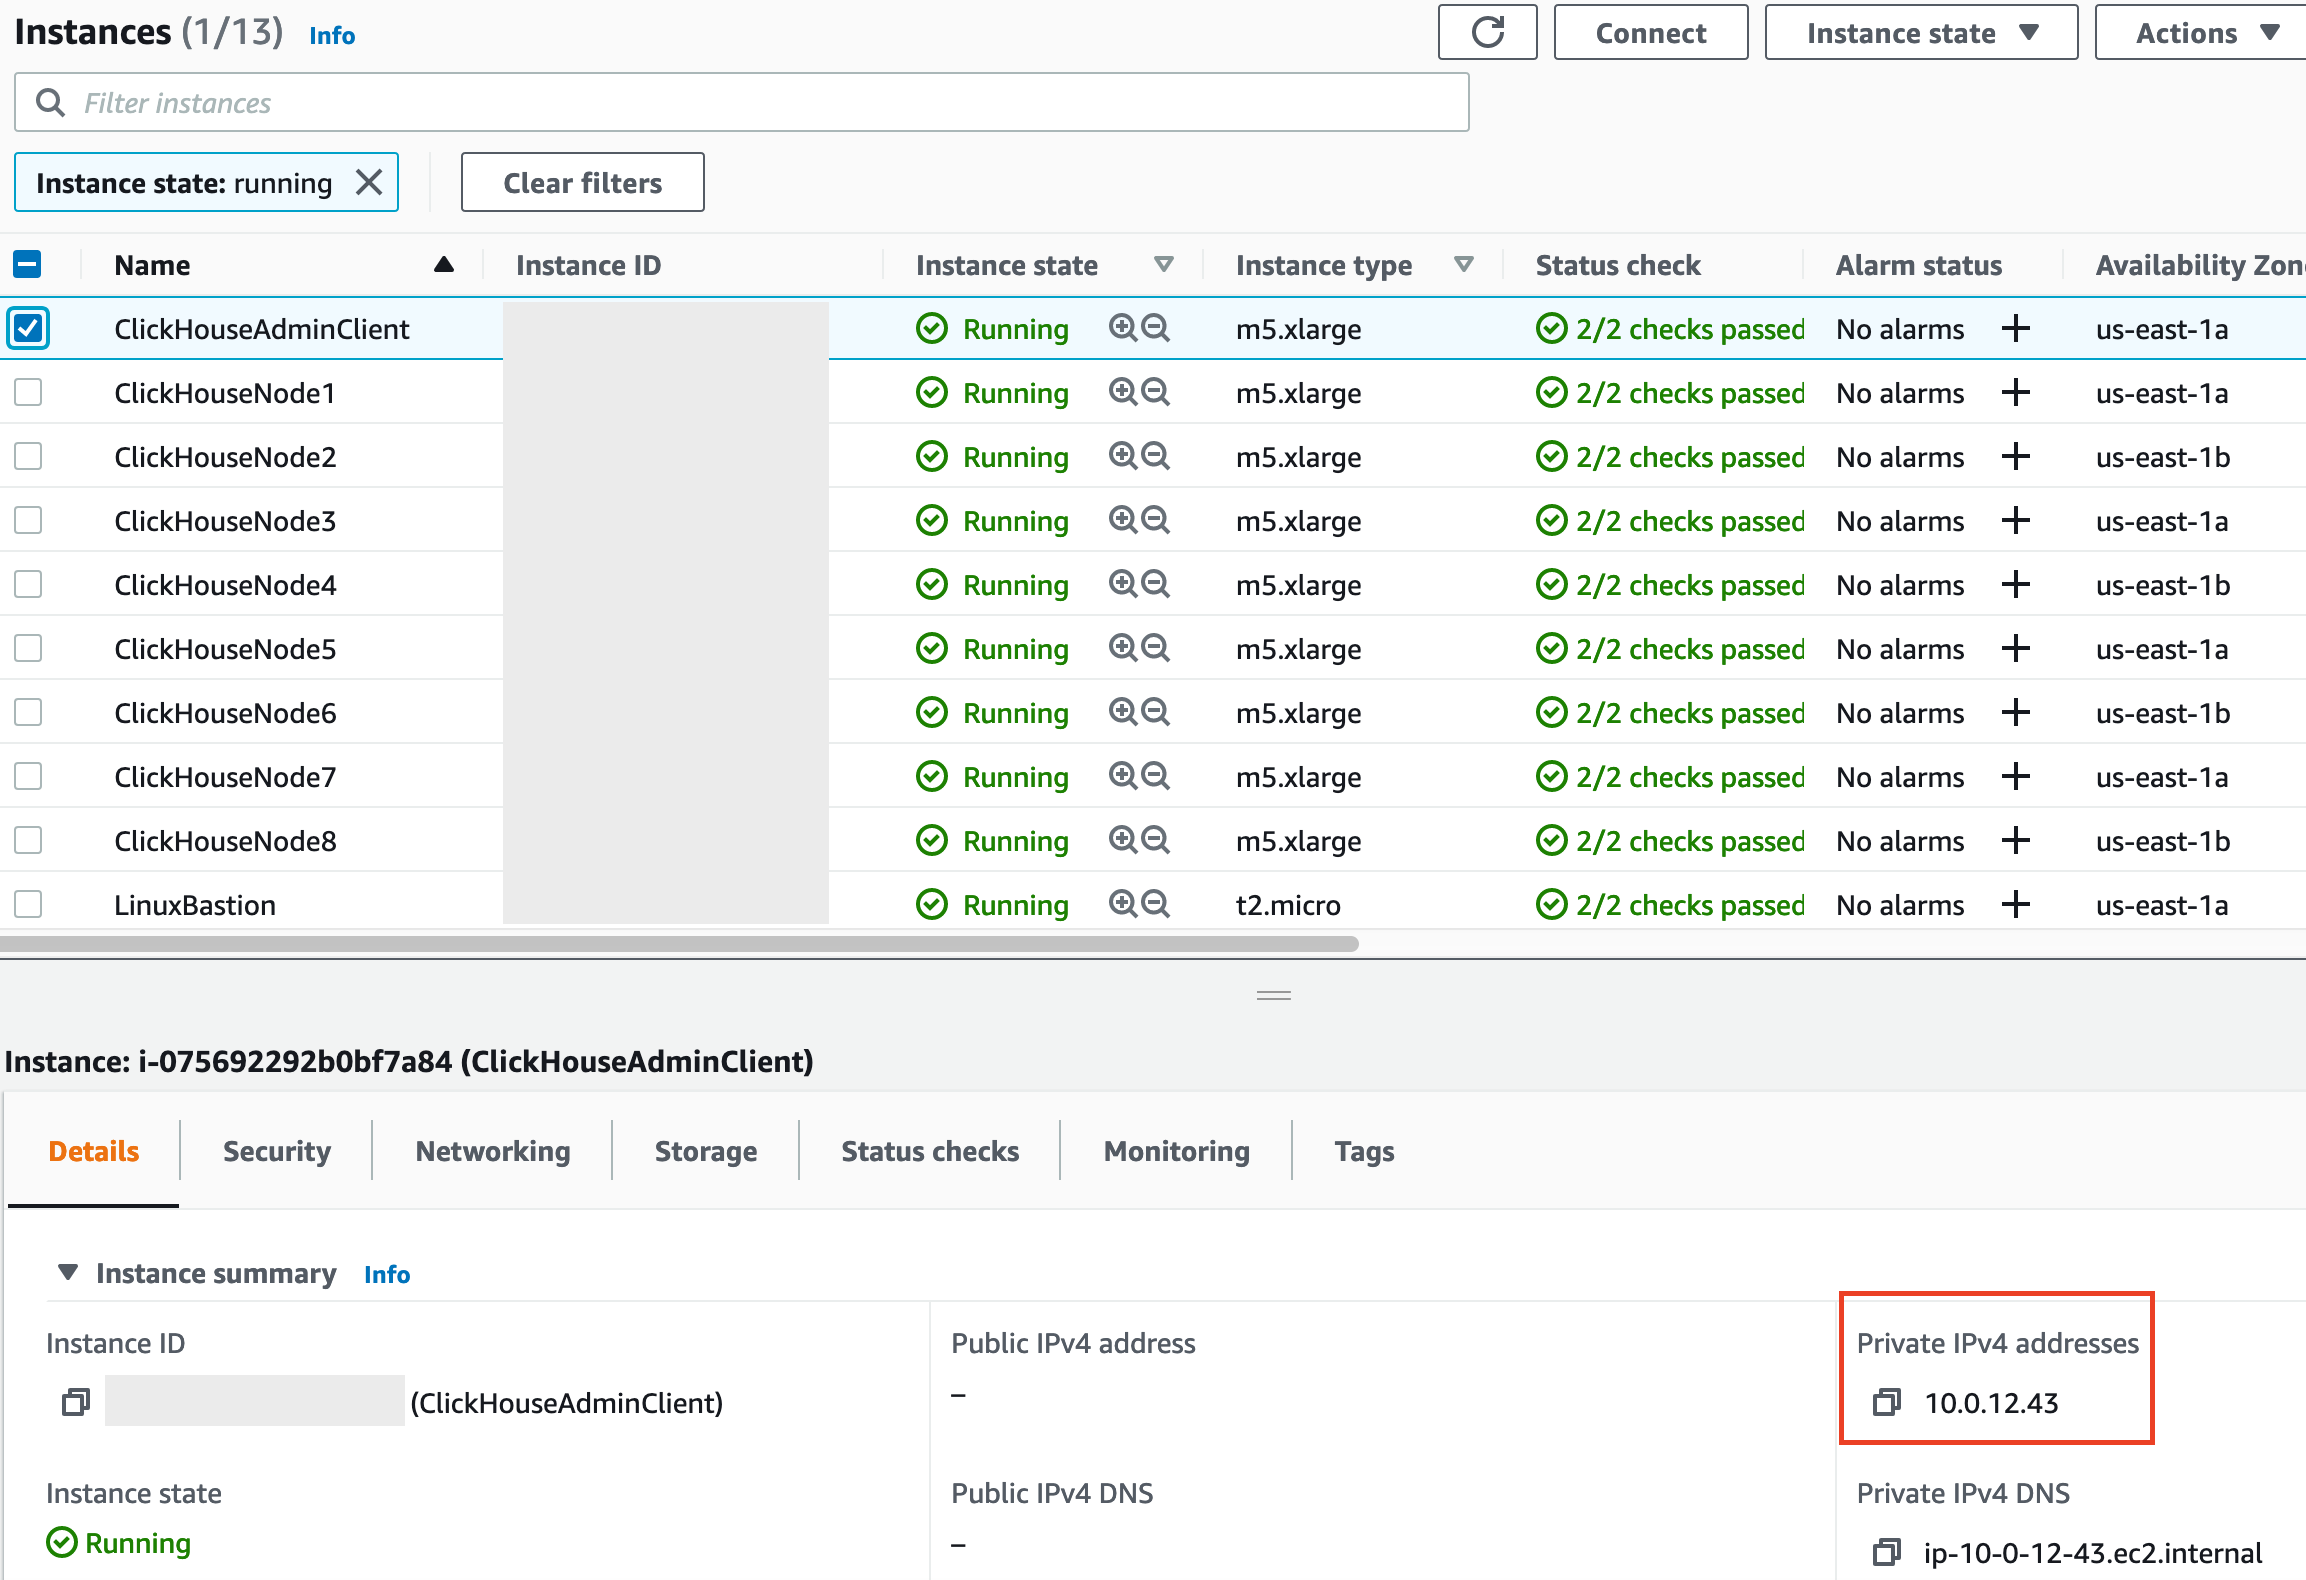 Instances (1/13) Info Connect Instance state Actions
Filter instances
Instance state: running Clear filters
Name Instance ID Instance state Instance type Status check Alarm status Availability Zon
ClickHouseAdminClient Running m5.xlarge 2/2 checks passed No alarms us-east-1a
ClickHouseNode1 Running m5.xlarge 2/2 checks passed No alarms us-east-1a
ClickHouseNode2 Running m5.xlarge 2/2 checks passed No alarms us-east-1b
ClickHouseNode3 Running m5.xlarge 2/2 checks passed No alarms us-east-1a
ClickHouseNode4 Running m5.xlarge 2/2 checks passed No alarms us-east-1b
ClickHouseNode5 Running m5.xlarge 2/2 checks passed No alarms us-east-1a
ClickHouseNode6 Running m5.xlarge 2/2 checks passed No alarms us-east-1b
ClickHouseNode7 Running m5.xlarge 2/2 checks passed No alarms us-east-1a
ClickHouseNode8 Running m5.xlarge 2/2 checks passed No alarms us-east-1b
LinuxBastion Running t2.micro 2/2 checks passed No alarms us-east-1a
Instance: i-075692292b0bf7a84 (ClickHouseAdminClient)
Details Security Networking Storage Status checks Monitoring Tags
Instance summary Info
Instance ID Public IPv4 address Private IPv4 addresses
(ClickHouseAdminClient) – 10.0.12.43
Instance state Public IPv4 DNS Private IPv4 DNS
Running – ip-10-0-12-43.ec2.internal